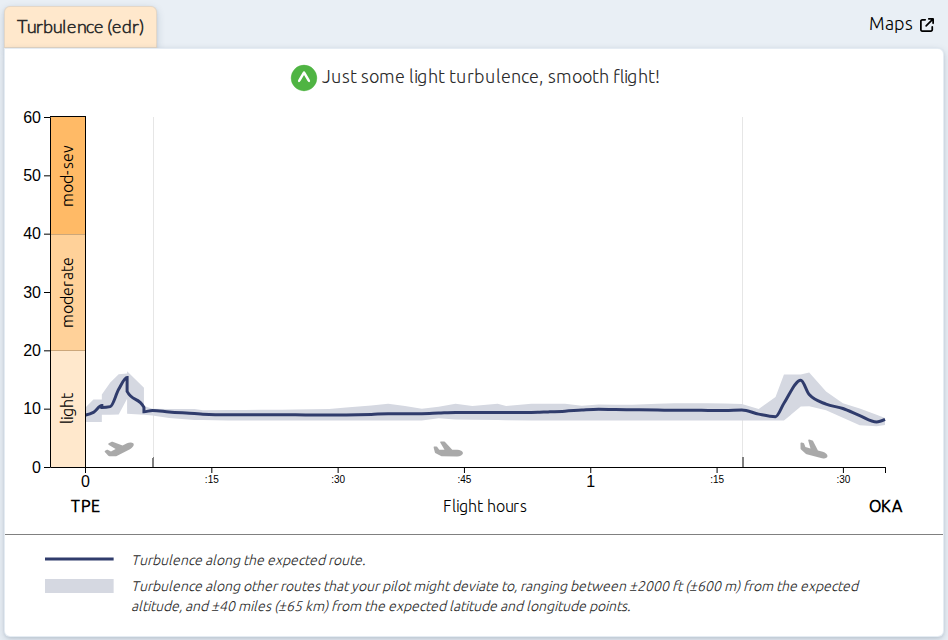 Turbulence (edr)
Maps
Just some light turbulence, smooth flight!
60
50
40
30
20
10
0
mod-sev
moderate
light
0 :15 :30 :45 1 :15 :30
TPE Flight hours OKA
Turbulence along the expected route.
Turbulence along other routes that your pilot might deviate to, ranging between ±2000 ft (±600 m) from the expected
altitude, and ±40 miles (±65 km) from the expected latitude and longitude points.